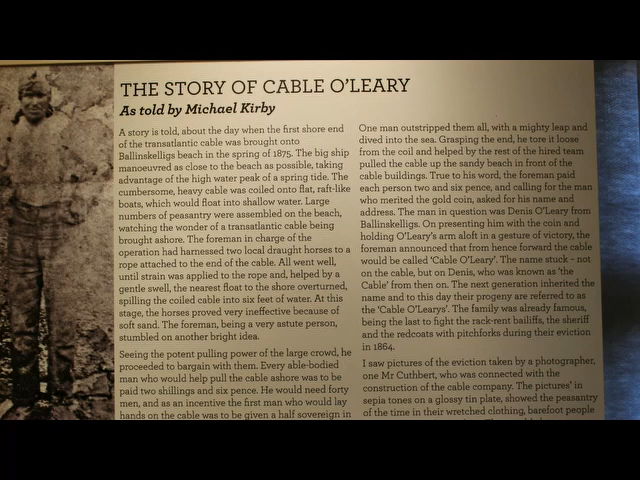 THE STORY OF CABLE O'LEARY
As told by Michael Kirby
A story is told, about the day when the first shore end
of the transatlantic cable was brought onto
Ballinskelligs beach in the spring of 1875. The big ship
manoeuvred as close to the beach as possible, taking
advantage of the high water peak of a spring tide. The
cumbersome, heavy cable was coiled onto flat, raft-like
boats, which would float into shallow water. Large
numbers of peasantry were assembled on the beach,
watching the wonder of a transatlantic cable being
brought ashore. The foreman in charge of the
operation had harnessed two local draught horses to a
rope attached to the end of the cable. All went well,
until strain was applied to the rope and, helped by a
gentle swell, the nearest float to the shore overturned,
spilling the coiled cable into six feet of water. At this
stage, the horses proved very ineffective because of
soft sand. The foreman, being a very astute person,
stumbled on another bright idea.
Seeing the potent pulling power of the large crowd, he
proceeded to bargain with them. Every able-bodied
man who would help pull the cable ashore was to be
paid two shillings and six pence. He would need forty
men, and as an incentive the first man who would lay
hands on the cable was to be given a half sovereign in
One man outstripped them all, with a mighty leap and
dived into the sea. Grasping the end, he tore it loose
from the coil and helped by the rest of the hired team
pulled the cable up the sandy beach in front of the
cable buildings. True to his word, the foreman paid
each person two and six pence, and calling for the man
who merited the gold coin, asked for his name and
address. The man in question was Denis O'Leary from
Ballinskelligs. On presenting him with the coin and
holding O'Leary's arm aloft in a gesture of victory, the
foreman announced that from hence forward the cable
would be called 'Cable O'Leary'. The name stuck – not
on the cable, but on Denis, who was known as 'the
Cable' from then on. The next generation inherited the
name and to this day their progeny are referred to as
the 'Cable O'Learys'. The family was already famous,
being the last to fight the rack-rent bailiffs, the sheriff
and the redcoats with pitchforks during their eviction
in 1864.
I saw pictures of the eviction taken by a photographer,
one Mr Cuthbert, who was connected with the
construction of the cable company. The pictures' in
sepia tones on a glossy tin plate, showed the peasantry
of the time in their wretched clothing, barefoot people